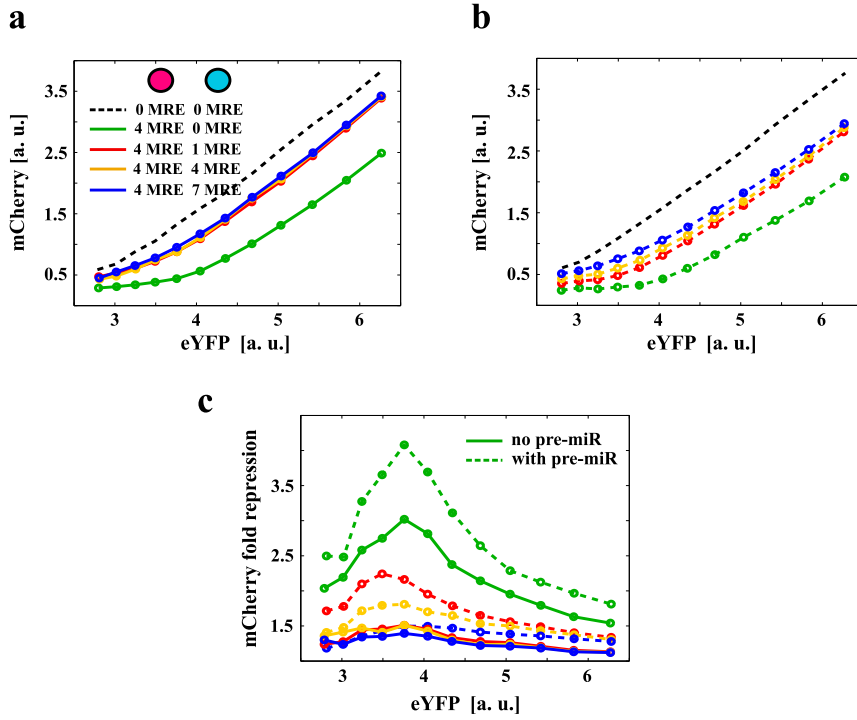 a
3.5
2.5
1.5
0.5
mCherry [a. u.]
0 MRE 0 MRE
4 MRE 0 MRE
4 MRE 1 MRE
4 MRE 4 MRE
4 MRE 7 MRE
3 4 5 6
eYFP [a. u.]
b
3.5
2.5
1.5
0.5
mCherry [a. u.]
3 4 5 6
eYFP [a. u.]
c
3.5
2.5
1.5
mCherry fold repression
no pre-miR
with pre-miR
3 4 5 6
eYFP [a. u.]